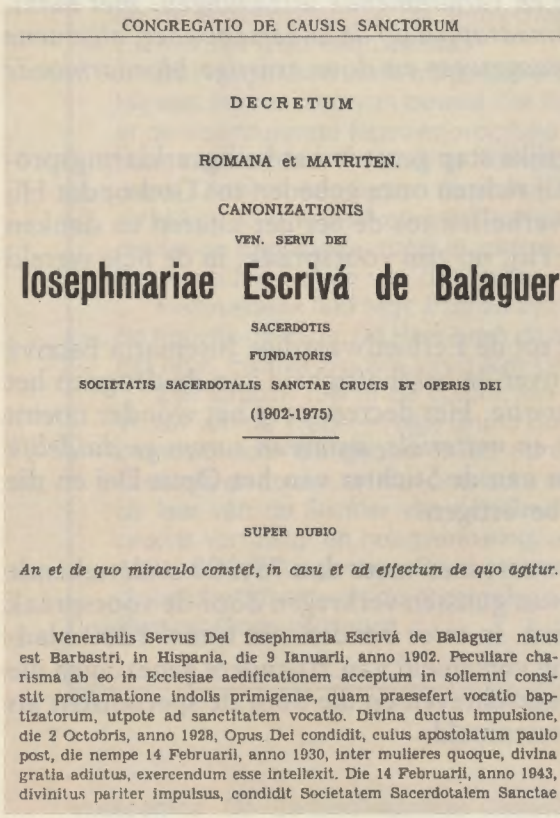 CONGREGATIO DE CAUSIS SANCTORUM
DECRETUM
ROMANA et MATRITEN.
CANONIZATIONIS
VEN. SERVI DEI
Iosephmariae Escrivá de Balaguer
SACERDOTIS
FUNDATORIS
SOCIETATIS SACERDOTALIS SANCTAE CRUCIS ET OPERIS DEI
(1902-1975)
SUPER DUBIO
An et de quo miraculo constet, in casu et ad effectum de quo agitur.
Venerabilis Servus Dei Iosephmaria Escrivá de Balaguer natus
est Barbastri, in Hispania, die 9 Ianuarii, anno 1902. Peculiare cha-
risma ab eo in Ecclesiae aedificationem acceptum in sollemni consi-
stit proclamatione indolis primigenae, quam praesefert vocatio bap-
tizatorum, utpote ad sanctitatem vocatio. Divina ductus impulsione,
die 2 Octobris, anno 1928, Opus Dei condidit, cuius apostolatum paulo
post, die nempe 14 Februarii, anno 1930, inter mulieres quoque, divina
gratia adiutus, exercendum esse intellexit. Die 14 Februarii, anno 1943,
divinitus pariter impulsus, condidit Societatem Sacerdotalem Sanctae